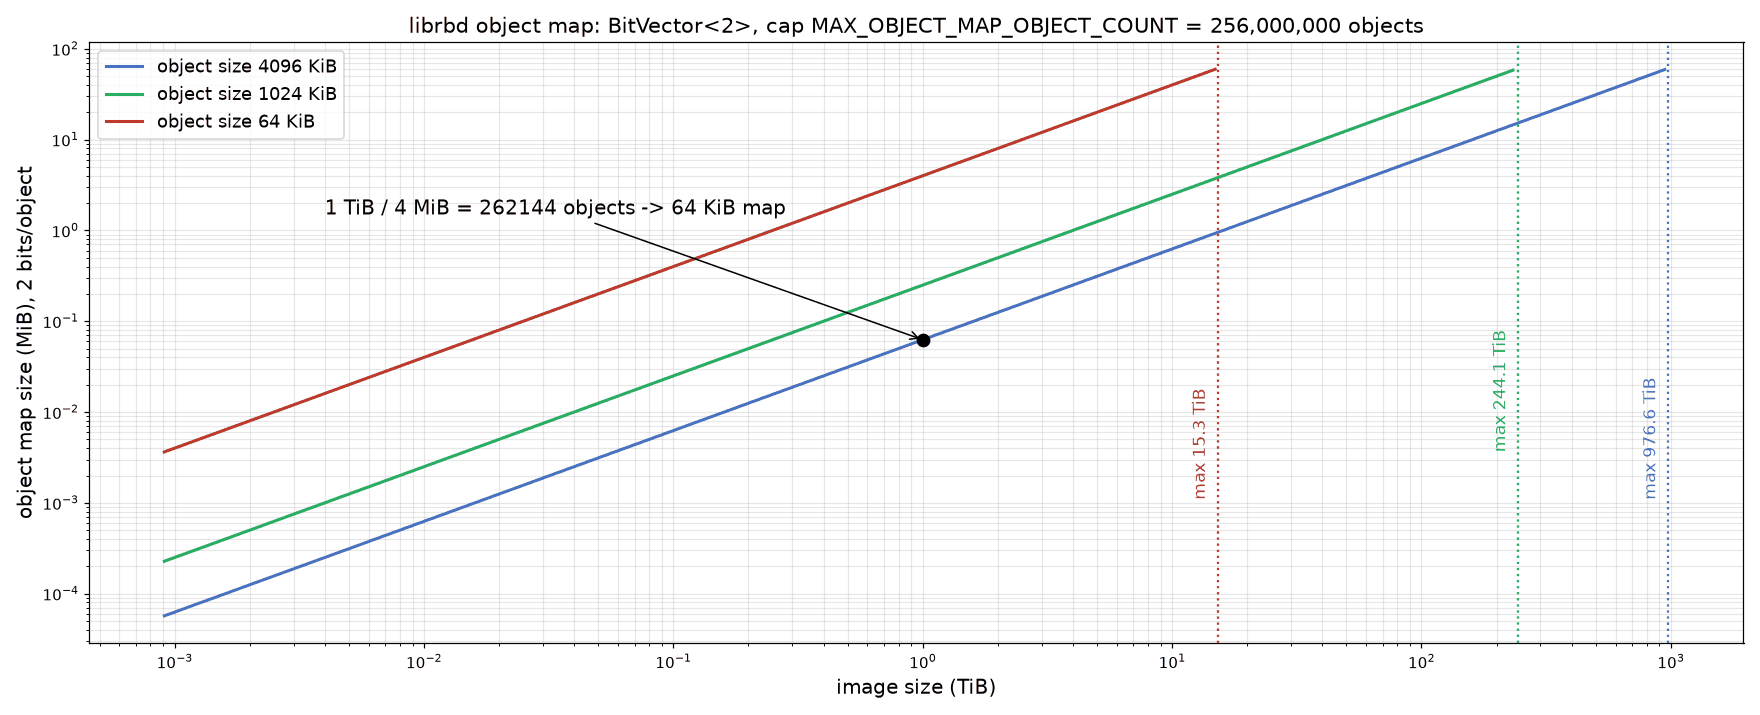 librbd object map: BitVector<2>, cap MAX_OBJECT_MAP_OBJECT_COUNT = 256,000,000 objects
object size 4096 KiB
object size 1024 KiB
object size 64 KiB
1 TiB / 4 MiB = 262144 objects -> 64 KiB map
max 15.3 TiB
max 244.1 TiB
max 976.6 TiB
object map size (MiB), 2 bits/object
10²
10¹
10⁰
10⁻¹
10⁻²
10⁻³
10⁻⁴
10⁻³
10⁻²
10⁻¹
10⁰
10¹
10²
10³
image size (TiB)